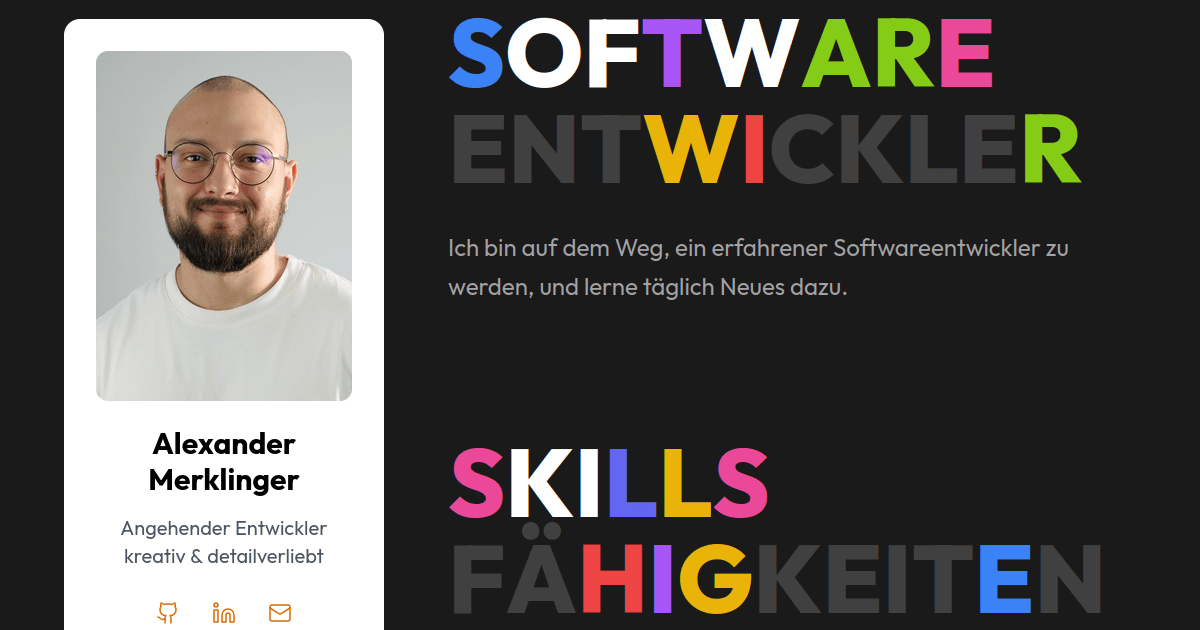 Alexander
Merklinger
Angehender Entwickler
kreativ & detailverliebt
SOFTWARE
ENTWICKLER
Ich bin auf dem Weg, ein erfahrener Softwareentwickler zu
werden, und lerne täglich Neues dazu.
SKILLS
FÄHIGKEITEN